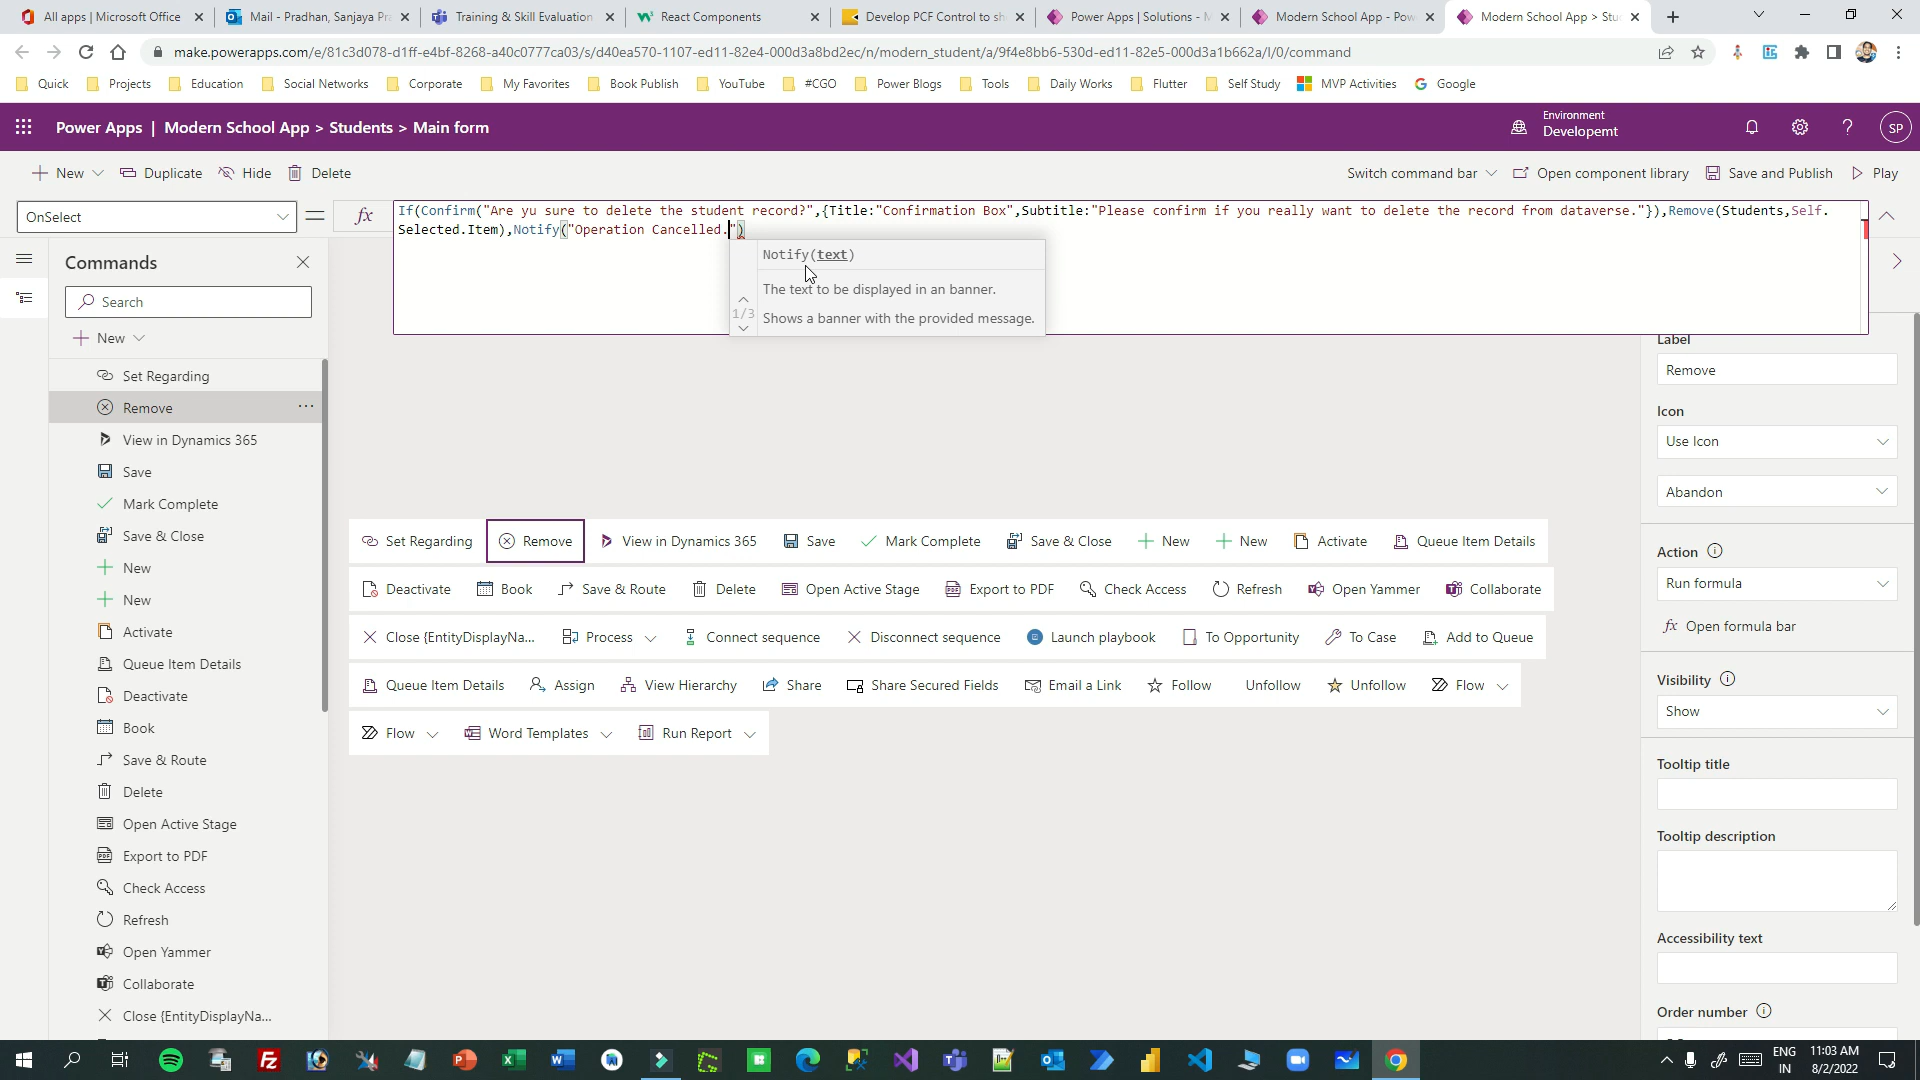 All apps | Microsoft Office
Mail - Pradhan, Sanjaya Pr
Training & Skill Evaluation
React Components
Develop PCF Control to sh
Power Apps | Solutions -
Modern School App - Pow
Modern School App > Stu
make.powerapps.com/e/81c3d078-d1ff-e4bf-8268-a40c0777ca03/s/d40ea570-1107-ed11-82e4-000d3a8bd2ec/n/modern_student/a/9f4e8bb6-530d-ed11-82e5-000d3a1b662a/l/0/command
Quick
Projects
Education
Social Networks
Corporate
My Favorites
Book Publish
YouTube
#CGO
Power Blogs
Tools
Daily Works
Flutter
Self Study
MVP Activities
Google
Power Apps | Modern School App > Students > Main form
Environment
Developemt
SP
New
Duplicate
Hide
Delete
Switch command bar
Open component library
Save and Publish
Play
OnSelect
fx
If(Confirm("Are yu sure to delete the student record?",{Title:"Confirmation Box",Subtitle:"Please confirm if you really want to delete the record from dataverse."}),Remove(Students,Self.
Selected.Item),Notify("Operation Cancelled.")
Notify(text)
The text to be displayed in an banner.
1/3
Shows a banner with the provided message.
Commands
Search
New
Set Regarding
Remove
View in Dynamics 365
Save
Mark Complete
Save & Close
New
New
Activate
Queue Item Details
Deactivate
Book
Save & Route
Delete
Open Active Stage
Export to PDF
Check Access
Refresh
Open Yammer
Collaborate
Close {EntityDisplayNa...
Set Regarding
Remove
View in Dynamics 365
Save
Mark Complete
Save & Close
New
New
Activate
Queue Item Details
Deactivate
Book
Save & Route
Delete
Open Active Stage
Export to PDF
Check Access
Refresh
Open Yammer
Collaborate
Close {EntityDisplayNa...
Process
Connect sequence
Disconnect sequence
Launch playbook
To Opportunity
To Case
Add to Queue
Queue Item Details
Assign
View Hierarchy
Share
Share Secured Fields
Email a Link
Follow
Unfollow
Unfollow
Flow
Flow
Word Templates
Run Report
Label
Remove
Icon
Use Icon
Abandon
Action
Run formula
fx Open formula bar
Visibility
Show
Tooltip title
Tooltip description
Accessibility text
Order number
ENG
IN
11:03 AM
8/2/2022